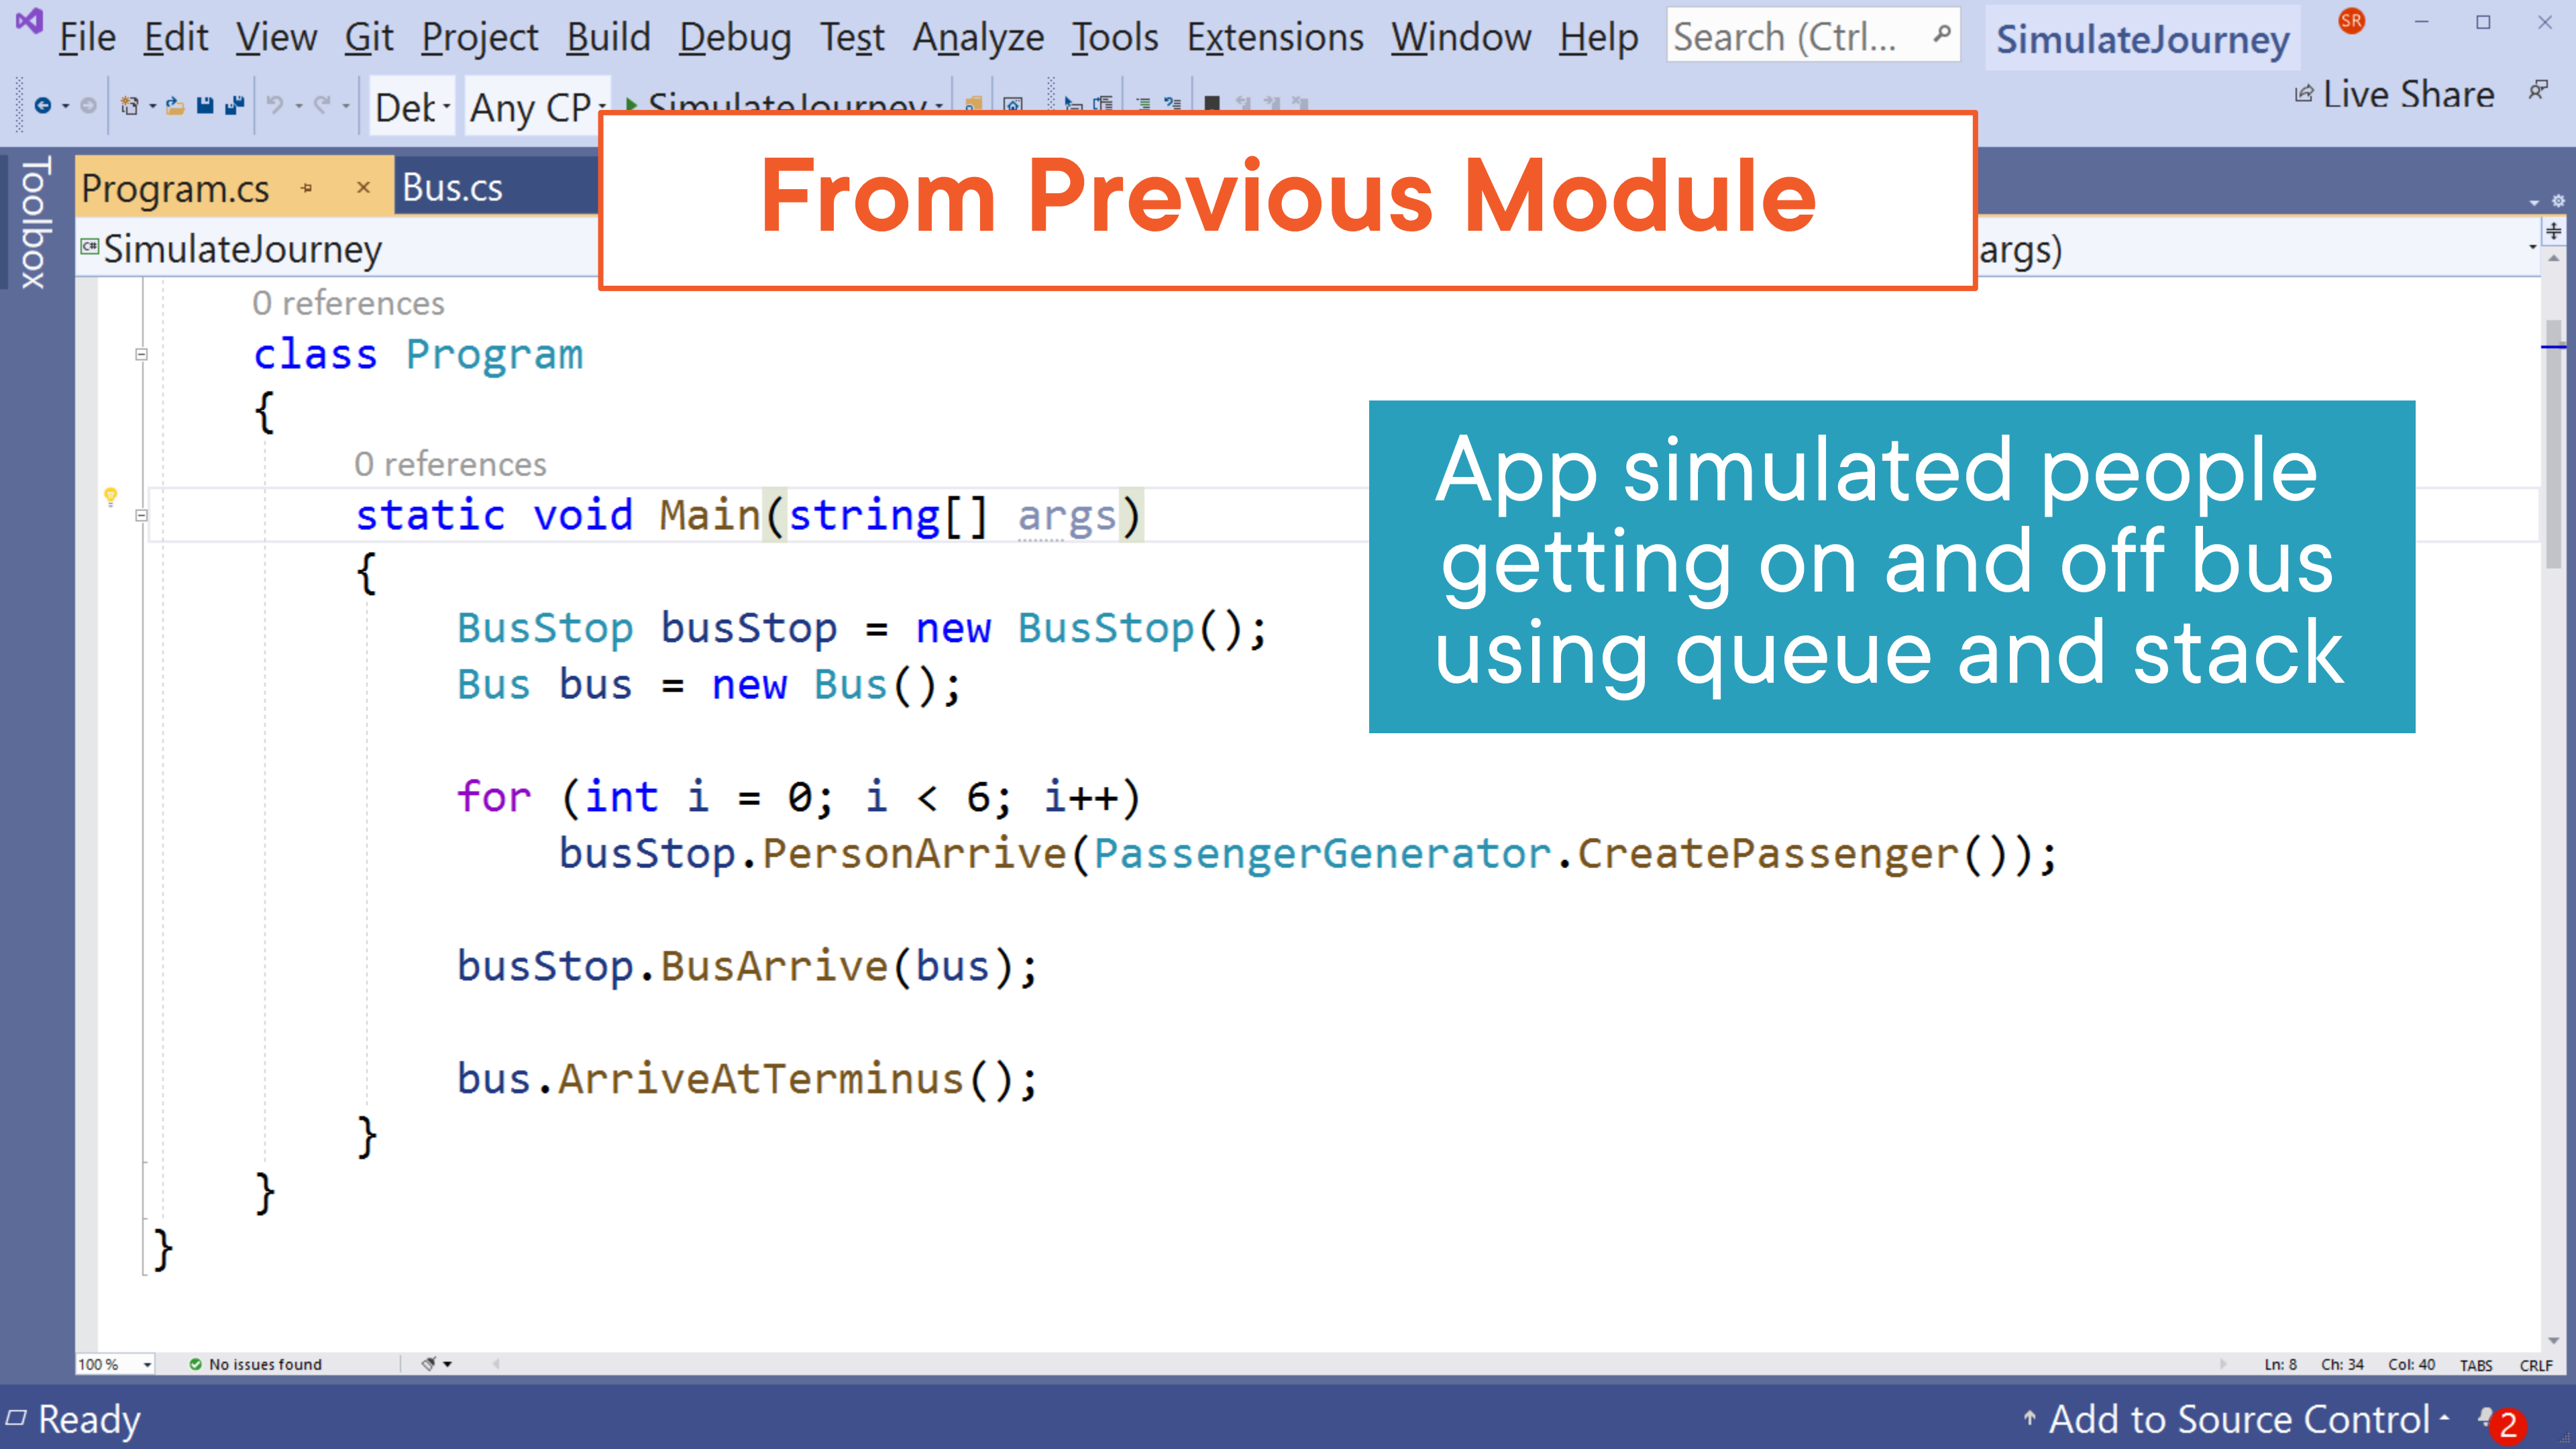 File Edit View Git Project Build Debug Test Analyze Tools Extensions Window Help Search (Ctrl... SimulateJourney SR
Any CP SimulateJourney Live Share
Toolbox
Program.cs Bus.cs
From Previous Module
C# SimulateJourney args)
0 references
class Program
{
0 references
static void Main(string[] args)
{
BusStop busStop = new BusStop();
Bus bus = new Bus();
App simulated people
getting on and off bus
using queue and stack
for (int i = 0; i < 6; i++)
busStop.PersonArrive(PassengerGenerator.CreatePassenger());
busStop.BusArrive(bus);
bus.ArriveAtTerminus();
}
}
}
100 % No issues found Ln: 8 Ch: 34 Col: 40 TABS CRLF
Ready Add to Source Control 2